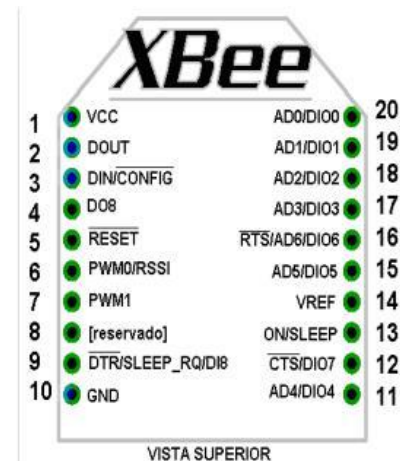 XBee
1 VCC AD0/DIO0 20
2 DOUT AD1/DIO1 19
3 DIN/CONFIG AD2/DIO2 18
4 DO8 AD3/DIO3 17
5 RESET RTS/AD6/DIO6 16
6 PWM0/RSSI AD5/DIO5 15
7 PWM1 VREF 14
8 [reservado] ON/SLEEP 13
9 DTR/SLEEP_RQ/DI8 CTS/DIO7 12
10 GND AD4/DIO4 11
VISTA SUPERIOR